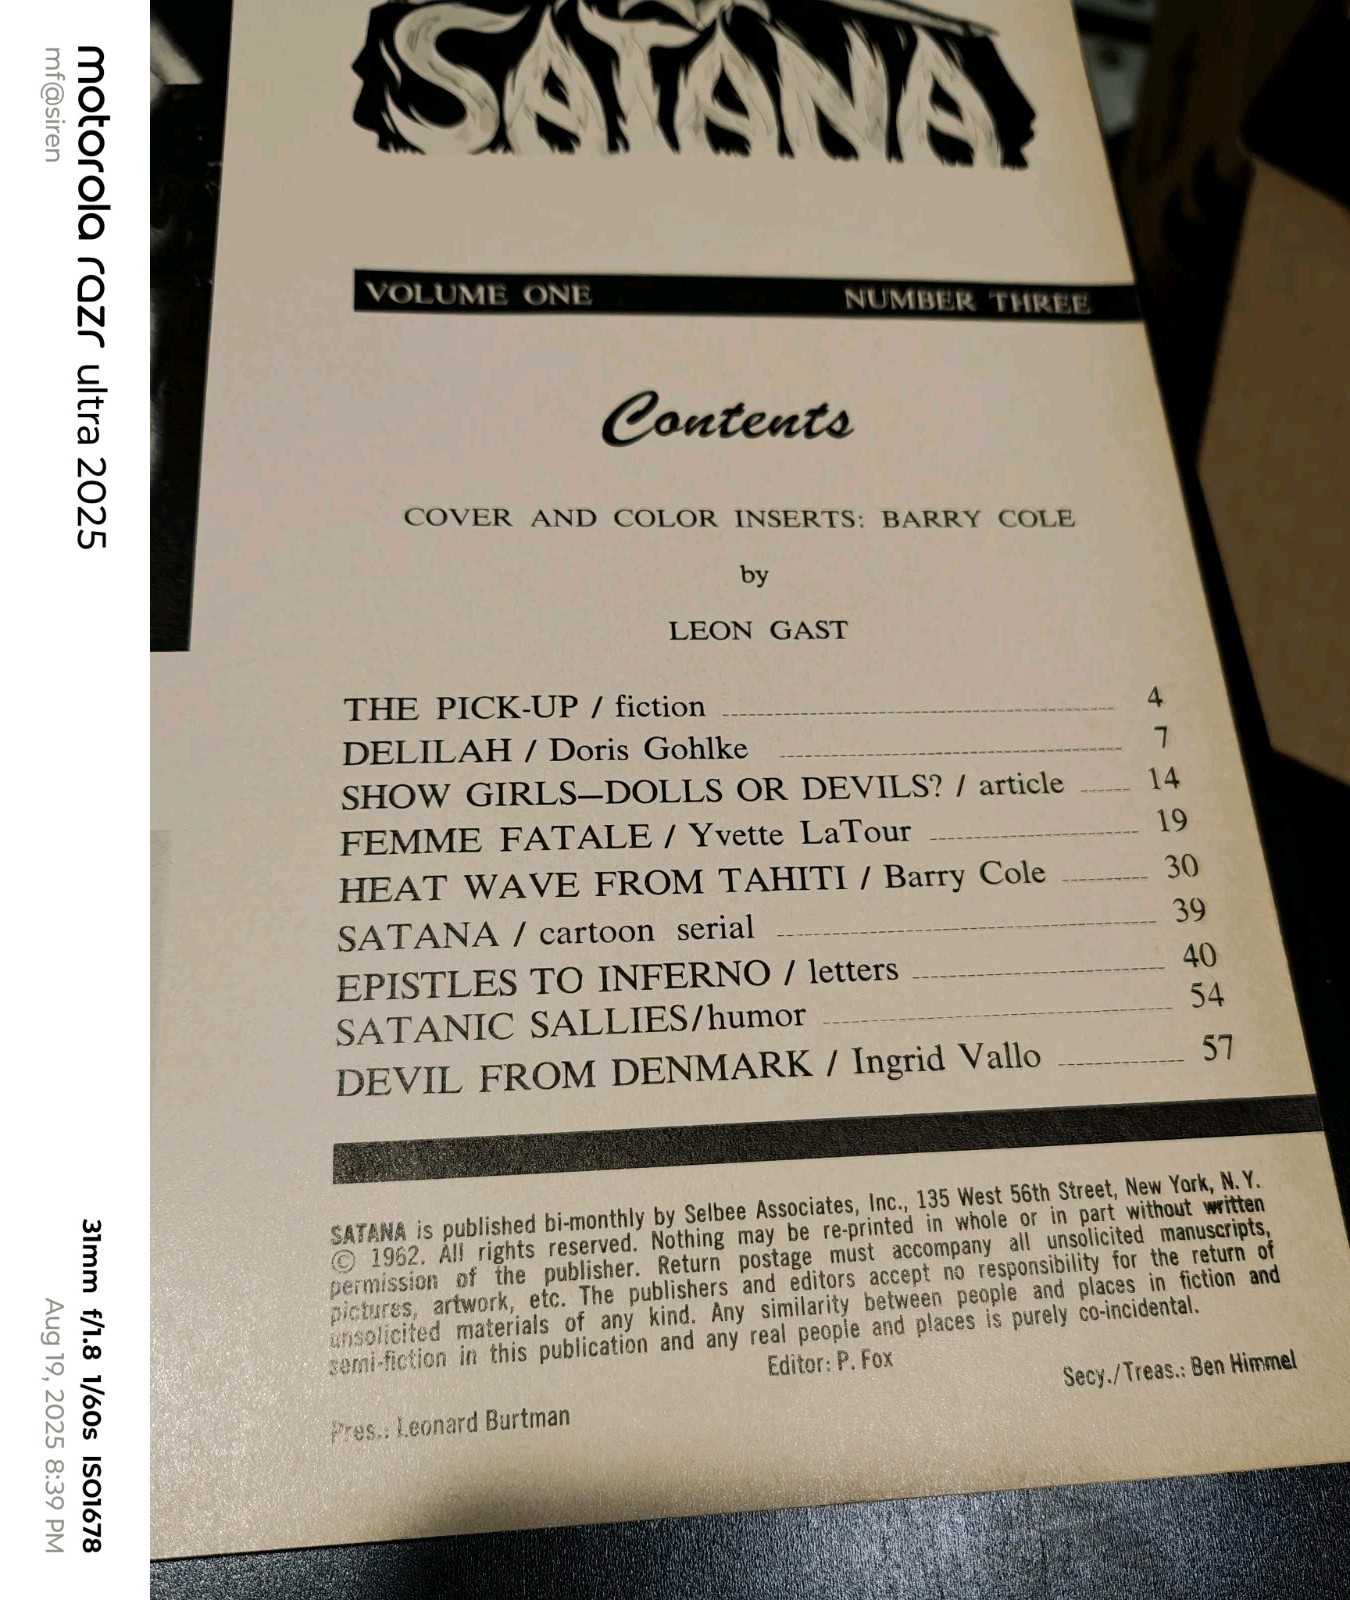 SATANA
VOLUME ONE NUMBER THREE
Contents
COVER AND COLOR INSERTS: BARRY COLE
by
LEON GAST
THE PICK-UP / fiction 4
DELILAH / Doris Gohlke 7
SHOW GIRLS—DOLLS OR DEVILS? / article 14
FEMME FATALE / Yvette LaTour 19
HEAT WAVE FROM TAHITI / Barry Cole 30
SATANA / cartoon serial 39
EPISTLES TO INFERNO / letters 40
SATANIC SALLIES/humor 54
DEVIL FROM DENMARK / Ingrid Vallo 57
SATANA is published bi-monthly by Selbee Associates, Inc., 135 West 56th Street, New York, N.Y.
© 1962. All rights reserved. Nothing may be re-printed in whole or in part without written
permission of the publisher. Return postage must accompany all unsolicited manuscripts,
pictures, artwork, etc. The publishers and editors accept no responsibility for the return of
unsolicited materials of any kind. Any similarity between people and places in fiction and
semi-fiction in this publication and any real people and places is purely co-incidental.
Editor: P. Fox
Secy./Treas.: Ben Himmel
Pres.: Leonard Burtman
motorola razr ultra 2025
mf@siren
31mm f/1.8 1/60s ISO1678
Aug 19, 2025 8:39 PM